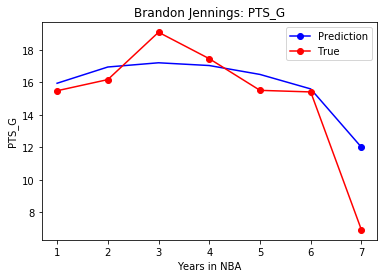 Brandon Jennings: PTS_G
Prediction
True
18
16
14
12
10
8
PTS_G
1 2 3 4 5 6 7
Years in NBA